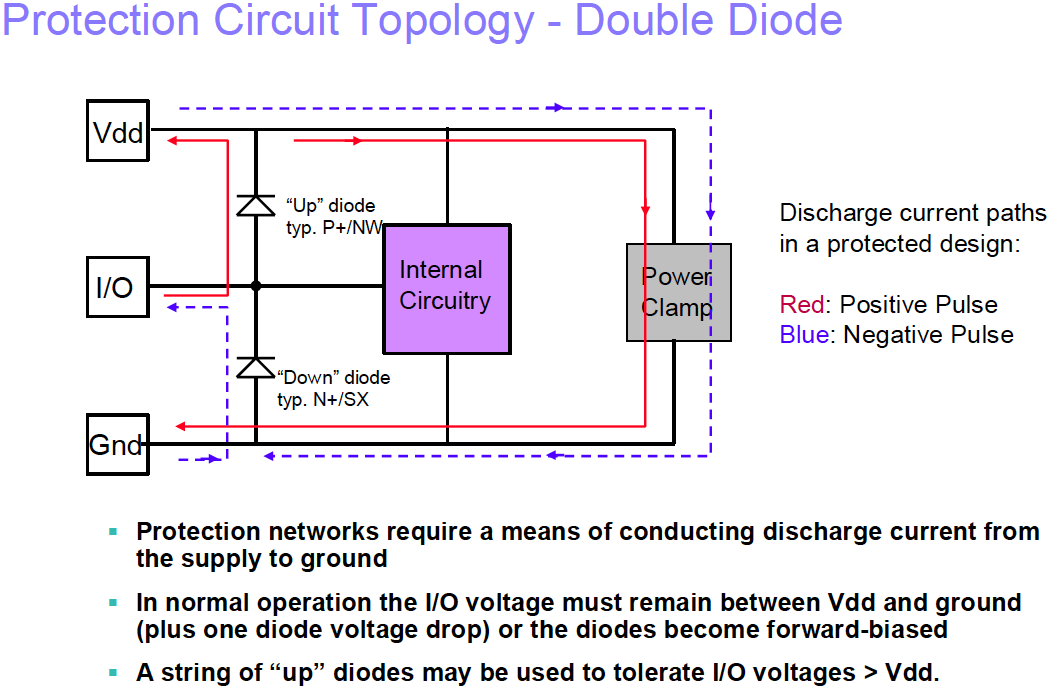 Protection Circuit Topology - Double Diode
Vdd
"Up" diode
typ. P+/NW
I/O
Internal
Circuitry
Power
Clamp
"Down" diode
typ. N+/SX
Gnd
Discharge current paths
in a protected design:
Red: Positive Pulse
Blue: Negative Pulse
Protection networks require a means of conducting discharge current from
the supply to ground
In normal operation the I/O voltage must remain between Vdd and ground
(plus one diode voltage drop) or the diodes become forward-biased
A string of “up” diodes may be used to tolerate I/O voltages > Vdd.